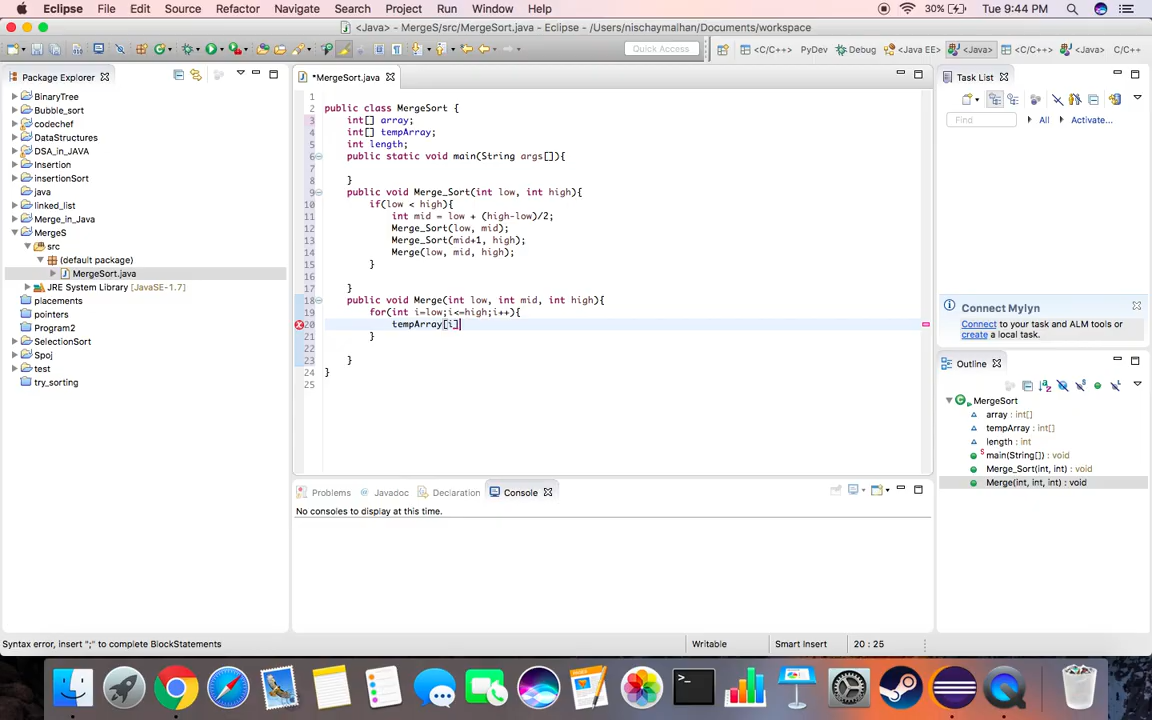 Eclipse File Edit Source Refactor Navigate Search Project Run Window Help 30% Tue 9:44 PM
<Java> - MergeS/src/MergeSort.java - Eclipse - /Users/nischaymalhan/Documents/workspace
Quick Access <C/C++> PyDev Debug <Java EE> <Java> <C/C++> <Java> C/C++
Package Explorer
BinaryTree
Bubble_sort
codechef
DataStructures
DSA_in_JAVA
Insertion
insertionSort
java
linked_list
Merge_in_Java
MergeS
src
(default package)
MergeSort.java
JRE System Library [JavaSE-1.7]
placements
pointers
Program2
SelectionSort
Spoj
test
try_sorting
*MergeSort.java
1
2 public class MergeSort {
3 int[] array;
4 int[] tempArray;
5 int length;
6 public static void main(String args[]){
7
8 }
9 public void Merge_Sort(int low, int high){
10 if(low < high){
11 int mid = low + (high-low)/2;
12 Merge_Sort(low, mid);
13 Merge_Sort(mid+1, high);
14 Merge(low, mid, high);
15 }
16
17 }
18 public void Merge(int low, int mid, int high){
19 for(int i=low;i<=high;i++){
20 tempArray[i]
21 }
22
23 }
24 }
25
Task List
Find All Activate...
Connect Mylyn
Connect to your task and ALM tools or
create a local task.
Outline
MergeSort
array : int[]
tempArray : int[]
length : int
main(String[]) : void
Merge_Sort(int, int) : void
Merge(int, int, int) : void
Problems Javadoc Declaration Console
No consoles to display at this time.
Syntax error, insert ";" to complete BlockStatements Writable Smart Insert 20 : 25